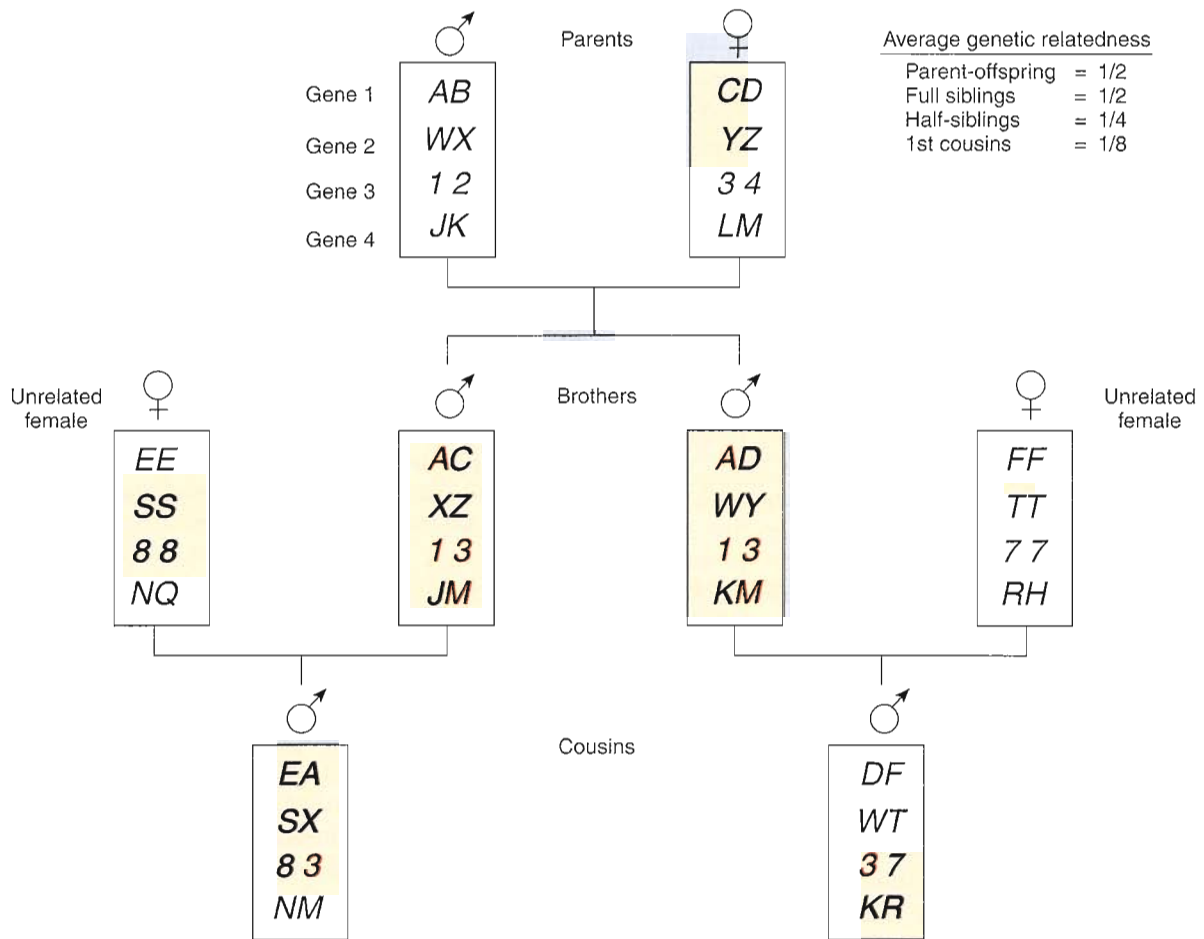 Parents
Average genetic relatedness
Parent-offspring = 1/2
Full siblings = 1/2
Half-siblings = 1/4
1st cousins = 1/8
Gene 1
Gene 2
Gene 3
Gene 4
AB
WX
1 2
JK
CD
YZ
3 4
LM
Unrelated
female
Brothers
Unrelated
female
EE
SS
8 8
NQ
AC
XZ
1 3
JM
AD
WY
1 3
KM
FF
TT
7 7
RH
Cousins
EA
SX
8 3
NM
DF
WT
3 7
KR